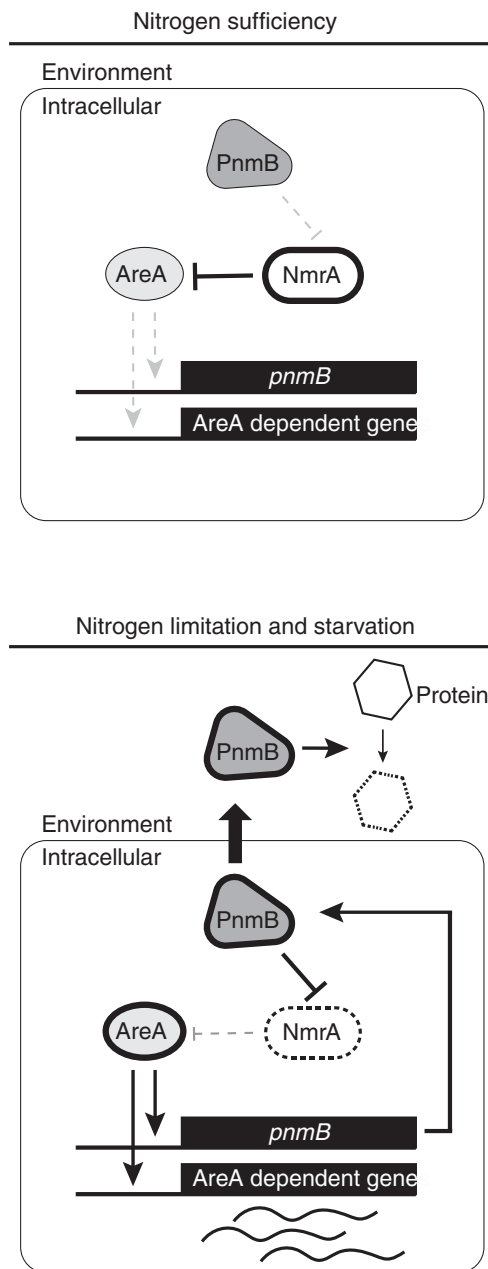 Nitrogen sufficiency
Environment
Intracellular
PnmB
AreA
NmrA
pnmB
AreA dependent gene
Nitrogen limitation and starvation
Protein
PnmB
Environment
Intracellular
PnmB
AreA
NmrA
pnmB
AreA dependent gene